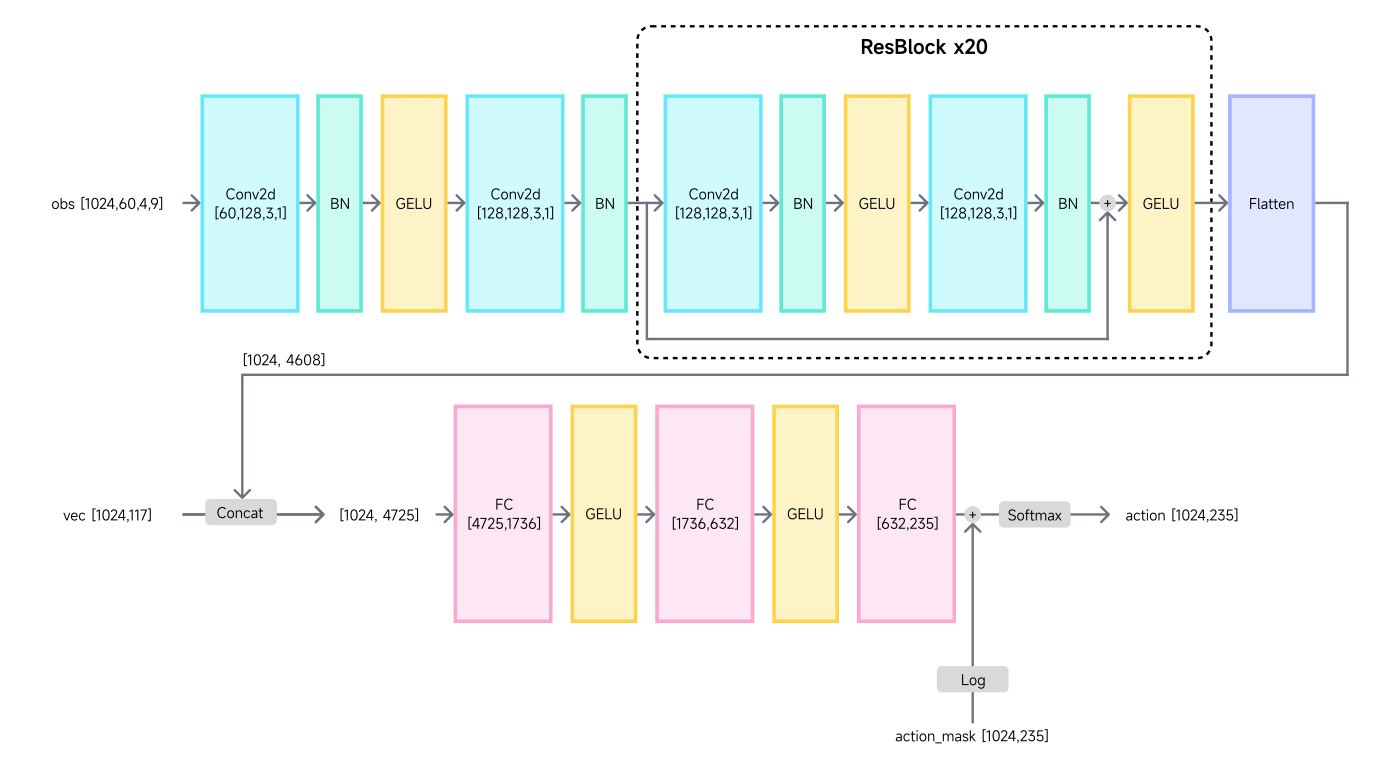 ResBlock x20
obs [1024,60,4,9]
Conv2d
[60,128,3,1]
BN
GELU
Conv2d
[128,128,3,1]
BN
Conv2d
[128,128,3,1]
BN
GELU
Conv2d
[128,128,3,1]
BN
+
GELU
Flatten
[1024, 4608]
vec [1024,117]
Concat
[1024, 4725]
FC
[4725,1736]
GELU
FC
[1736,632]
GELU
FC
[632,235]
+
Softmax
action [1024,235]
Log
action_mask [1024,235]